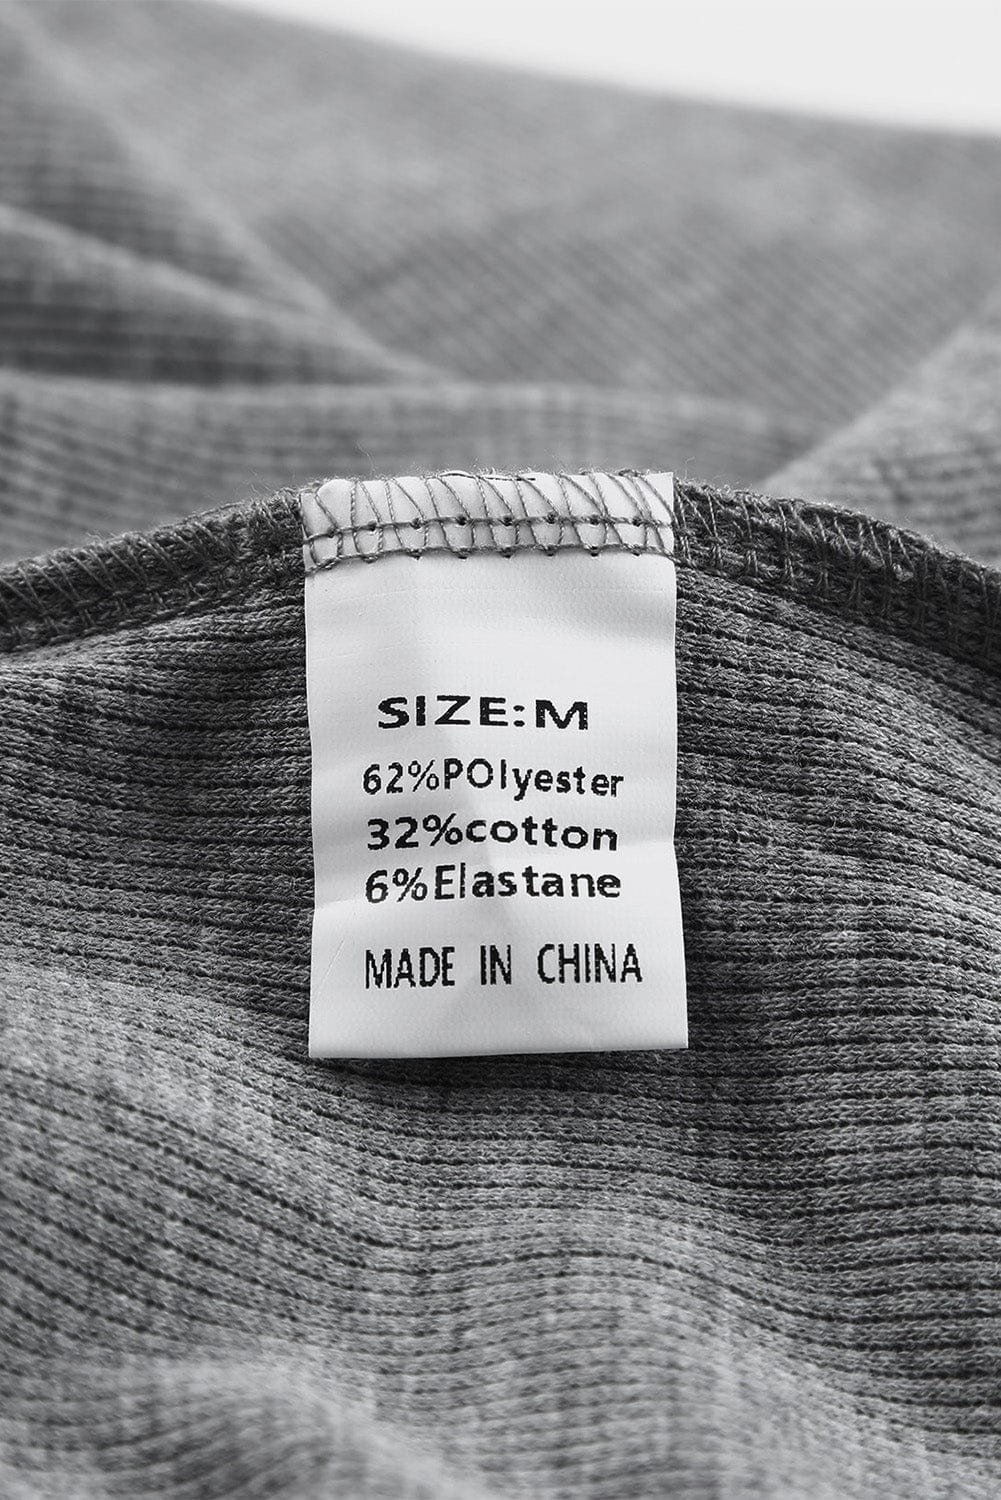 SIZE:M
62%POlyester
32%cotton
6%Elastane
MADE IN CHINA